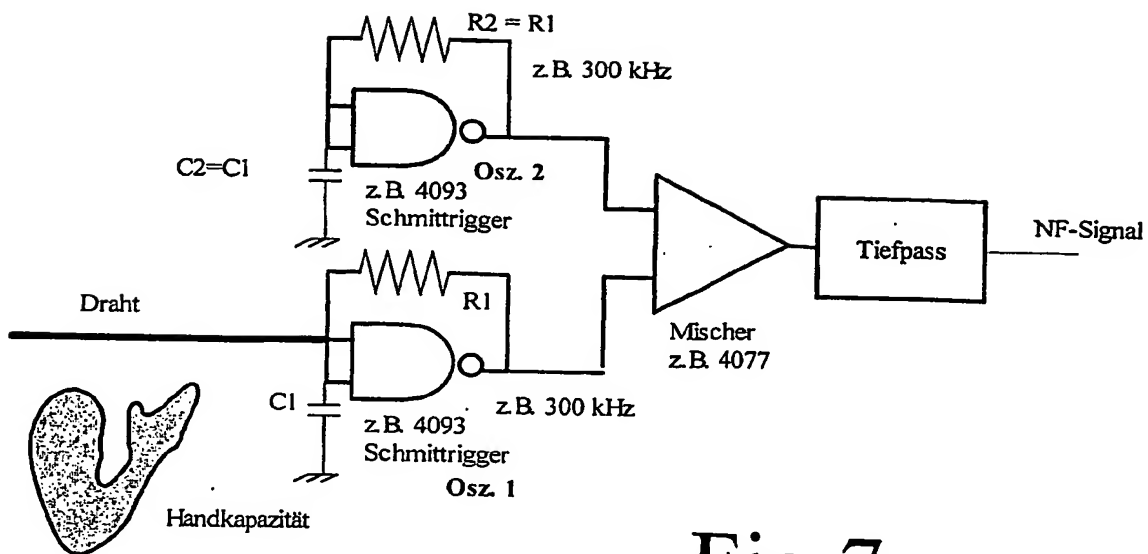 R2 = R1
z.B. 300 kHz
C2=C1
Osz. 2
z.B. 4093
Schmittrigger
NF-Signal
Tiefpass
Draht
R1
Mischer
z.B. 4077
C1
z.B. 300 kHz
z.B. 4093
Schmittrigger
Osz. 1
Handkapazität
Fig. 7